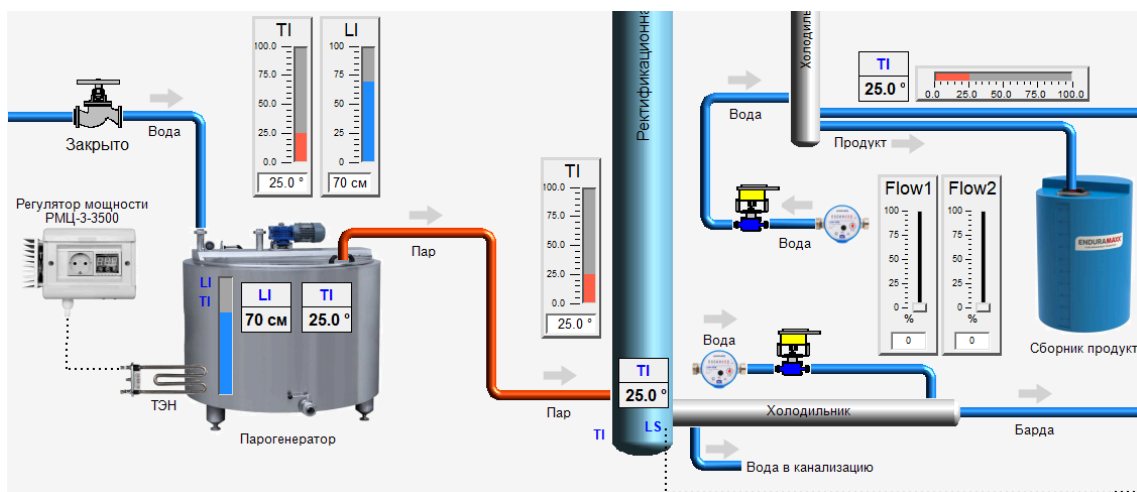 TI
100.0
75.0
50.0
25.0
0.0
25.0 °
LI
100.0
75.0
50.0
25.0
0.0
70 см
Вода
Закрыто
Регулятор мощности
РМЦ-3-3500
LI
TI
LI
70 см
TI
25.0 °
ТЭН
Парогенератор
Пар
Пар
TI
100.0
75.0
50.0
25.0
0.0
25.0 °
Ректификационна
TI
25.0 °
TI
LS
Холодиль
TI
25.0 °
0.0 25.0 50.0 75.0 100.0
Вода
Продукт
Вода
Flow1
100
75
50
25
0
%
0
Flow2
100
75
50
25
0
%
0
ENDURAMAXX
Сборник продукт
Вода
Холодильник
Барда
Вода в канализацию